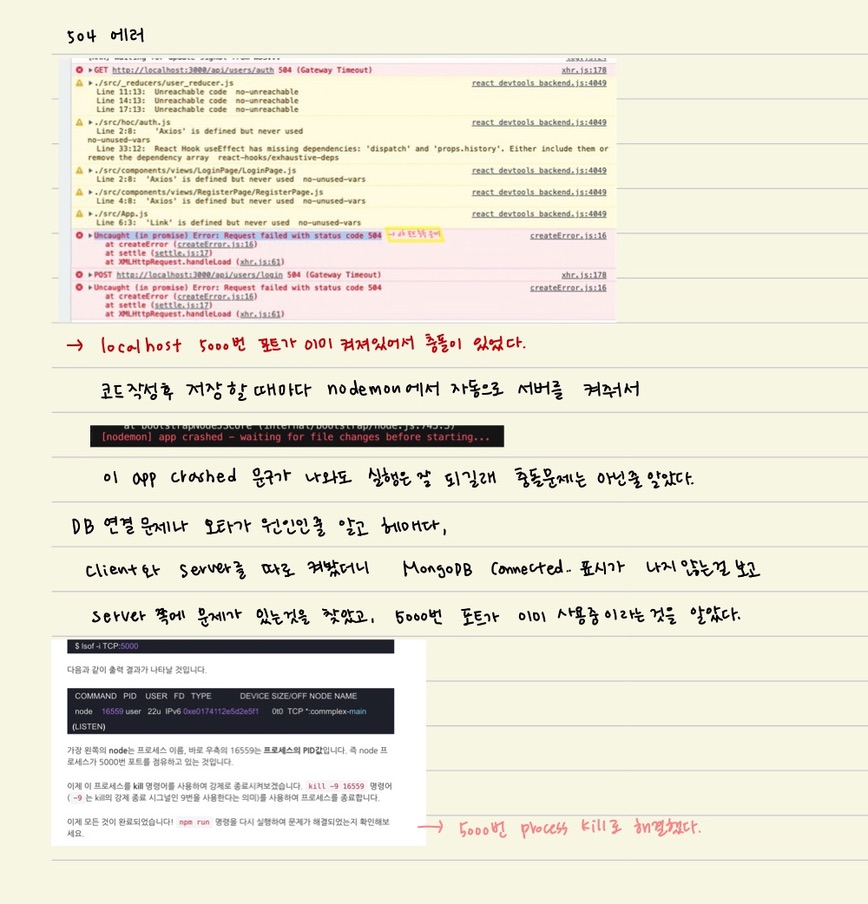 504 에러
GET http://localhost:3000/api/users/auth 504 (Gateway Timeout) xhr.js:178
./src/_reducers/user_reducer.js react_devtools_backend.js:4049
Line 11:13: Unreachable code no-unreachable
Line 14:13: Unreachable code no-unreachable
Line 17:13: Unreachable code no-unreachable
./src/hoc/auth.js react_devtools_backend.js:4049
Line 2:8: 'Axios' is defined but never used
no-unused-vars
Line 33:12: React Hook useEffect has missing dependencies: 'dispatch' and 'props.history'. Either include them or
remove the dependency array react-hooks/exhaustive-deps
./src/components/views/LoginPage/LoginPage.js react_devtools_backend.js:4049
Line 2:8: 'Axios' is defined but never used no-unused-vars
./src/components/views/RegisterPage/RegisterPage.js react_devtools_backend.js:4049
Line 4:8: 'Axios' is defined but never used no-unused-vars
./src/App.js react_devtools_backend.js:4049
Line 6:3: 'Link' is defined but never used no-unused-vars
Uncaught (in promise) Error: Request failed with status code 504 createError.js:16
at createError (createError.js:16)
at settle (settle.js:17)
at XMLHttpRequest.handleLoad (xhr.js:61)
POST http://localhost:3000/api/users/login 504 (Gateway Timeout) xhr.js:178
Uncaught (in promise) Error: Request failed with status code 504 createError.js:16
at createError (createError.js:16)
at settle (settle.js:17)
at XMLHttpRequest.handleLoad (xhr.js:61)
→ localhost 5000번 포트가 이미 켜져있어서 충돌이 있었다.
코드작성후 저장할 때마다 nodemon에서 자동으로 서버를 켜줘서
[nodemon] app crashed - waiting for file changes before starting...
이 app crashed 문구가 나와도 실행은 잘 되길래 충돌문제는 아닌줄 알았다.
DB 연결 문제나 오타가 원인인줄 알고 헤매다,
Client와 Server를 따로 켜봤더니 MongoDB Connected.. 표시가 나지 않는걸 보고
Server 쪽에 문제가 있는것을 찾았고, 5000번 포트가 이미 사용중이라는 것을 알았다.
$ lsof -i TCP:5000
다음과 같이 출력 결과가 나타날 것입니다.
COMMAND PID USER FD TYPE DEVICE SIZE/OFF NODE NAME
node 16559 user 22u IPv6 0xe0174112e5d2e5f1 0t0 TCP *:commplex-main
(LISTEN)
가장 왼쪽의 node는 프로세스 이름, 바로 우측의 16559는 프로세스의 PID값입니다. 즉 node 프
로세스가 5000번 포트를 점유하고 있는 것입니다.
이제 이 프로세스를 kill 명령어를 사용하여 강제로 종료시켜보겠습니다. kill -9 16559 명령어
( -9 는 kill의 강제 종료 시그널인 9번을 사용한다는 의미)를 사용하여 프로세스를 종료합니다.
이제 모든 것이 완료되었습니다! npm run 명령을 다시 실행하여 문제가 해결되었는지 확인해보
세요.
→ 5000번 process kill로 해결했다.